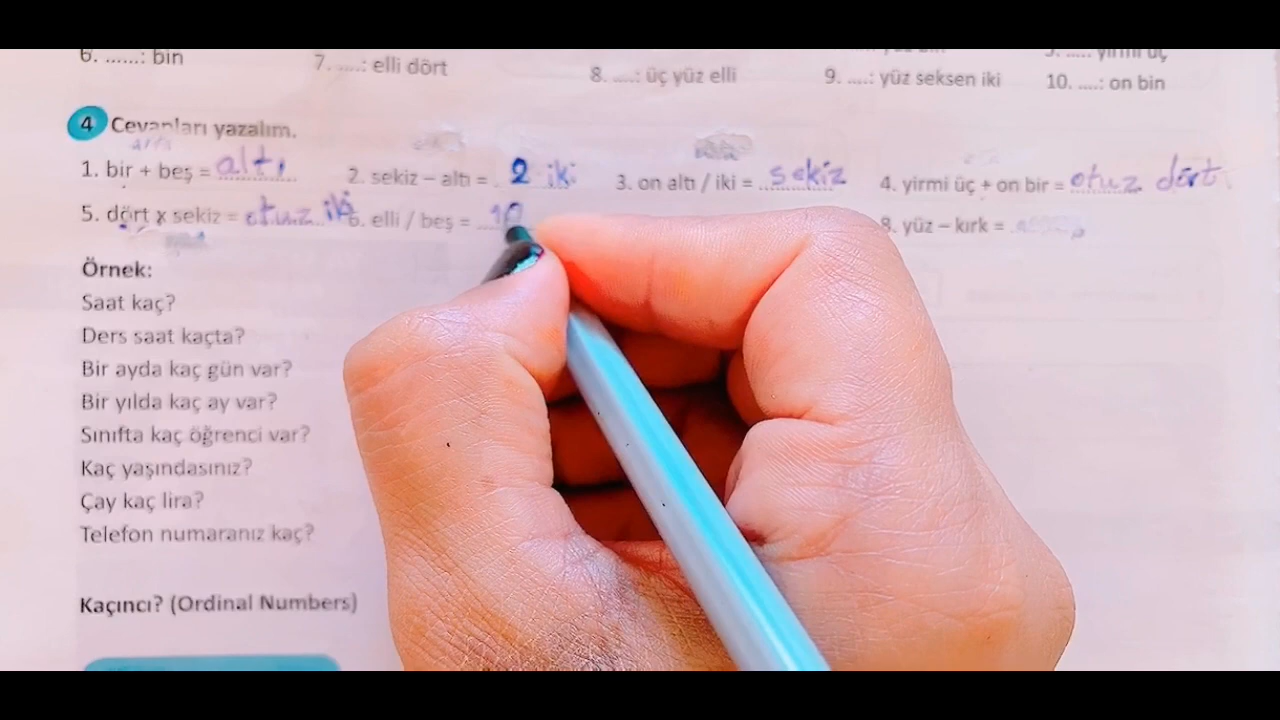 6. ......: bin 7. .....: elli dört 8. ....: üç yüz elli 9. ....: yüz seksen iki 10. ....: on bin
4 Cevapları yazalım.
1. bir + beş = altı 2. sekiz – altı = 2 iki 3. on altı / iki = sekiz 4. yirmi üç + on bir = otuz dört
5. dört x sekiz = otuz iki 6. elli / beş = 10 8. yüz – kırk =
Örnek:
Saat kaç?
Ders saat kaçta?
Bir ayda kaç gün var?
Bir yılda kaç ay var?
Sınıfta kaç öğrenci var?
Kaç yaşındasınız?
Çay kaç lira?
Telefon numaranız kaç?
Kaçıncı? (Ordinal Numbers)